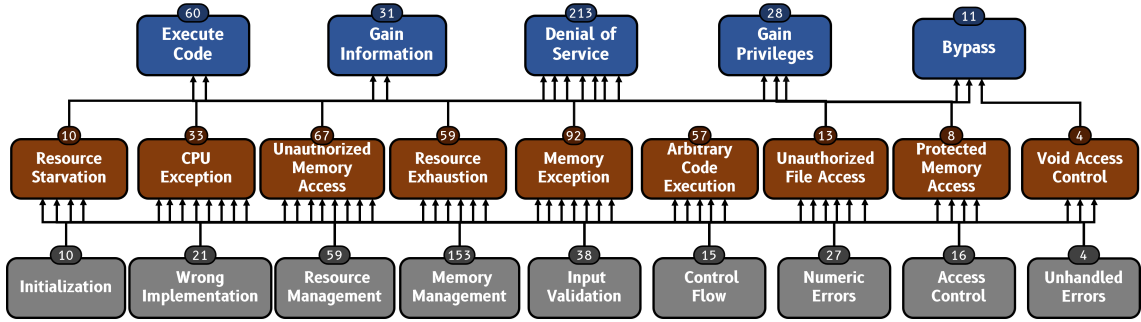 60
Execute
Code
31
Gain
Information
213
Denial of
Service
28
Gain
Privileges
11
Bypass
10
Resource
Starvation
33
CPU
Exception
67
Unauthorized
Memory
Access
59
Resource
Exhaustion
92
Memory
Exception
57
Arbitrary
Code
Execution
13
Unauthorized
File Access
8
Protected
Memory
Access
4
Void Access
Control
10
Initialization
21
Wrong
Implementation
59
Resource
Management
153
Memory
Management
38
Input
Validation
15
Control
Flow
27
Numeric
Errors
16
Access
Control
4
Unhandled
Errors